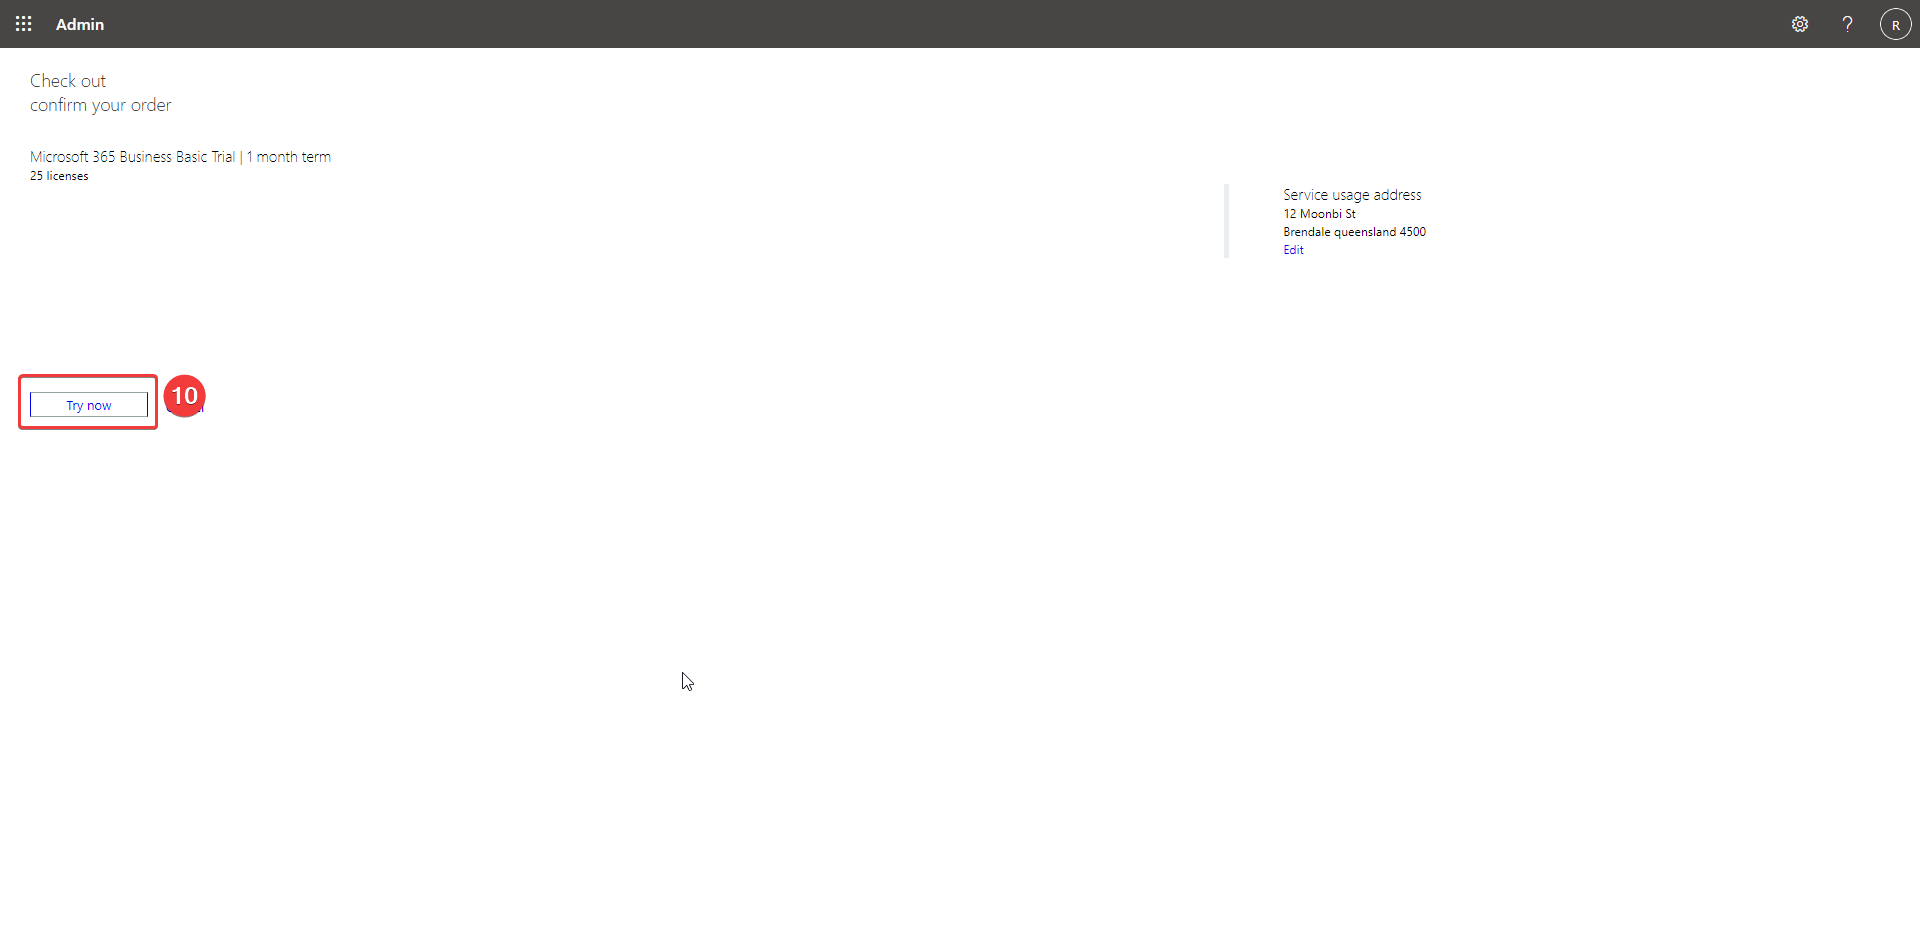 Admin
?
R
Check out
confirm your order
Microsoft 365 Business Basic Trial | 1 month term
25 licenses
Service usage address
12 Moonbi St
Brendale queensland 4500
Edit
Try now
10